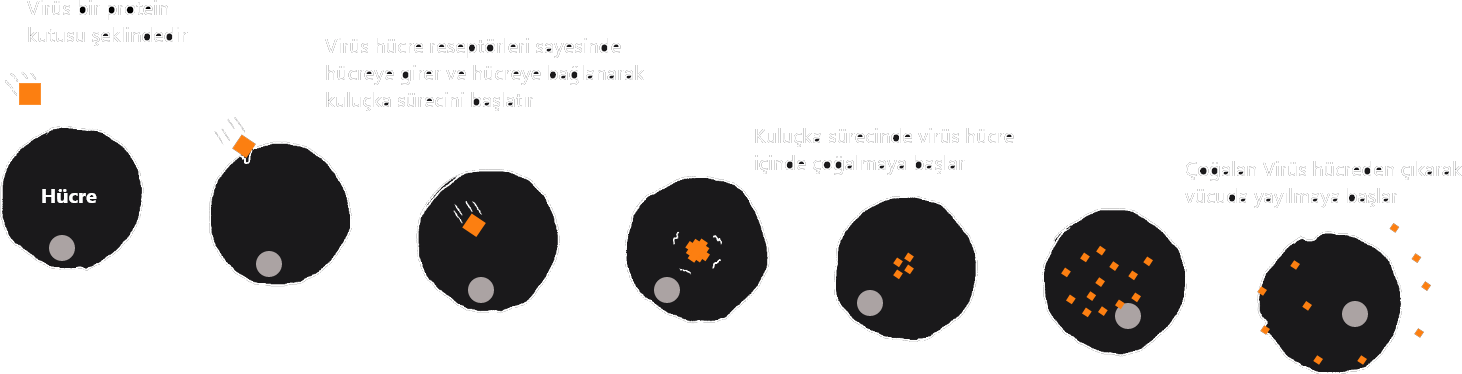 Virüs bir protein
kutusu şeklindedir
Virüs hücre reseptörleri sayesinde
hücreye girer ve hücreye bağlanarak
kuluçka sürecini başlatır
Kuluçka sürecinde virüs hücre
içinde çoğalmaya başlar
Çoğalan Virüs hücreden çıkarak
vücuda yayılmaya başlar
Hücre